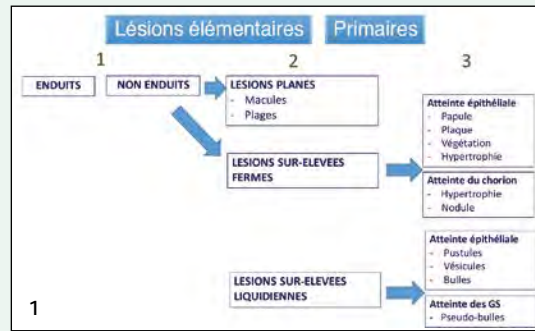 Lésions élémentaires Primaires
1 2 3
ENDUITS NON ENDUITS
LESIONS PLANES
- Macules
- Plages
LESIONS SUR-ELEVEES
FERMES
Atteinte épithéliale
- Papule
- Plaque
- Végétation
- Hypertrophie
Atteinte du chorion
- Hypertrophie
- Nodule
LESIONS SUR-ELEVEES
LIQUIDIENNES
Atteinte épithéliale
- Pustules
- Vésicules
- Bulles
Atteinte des GS
- Pseudo-bulles
1